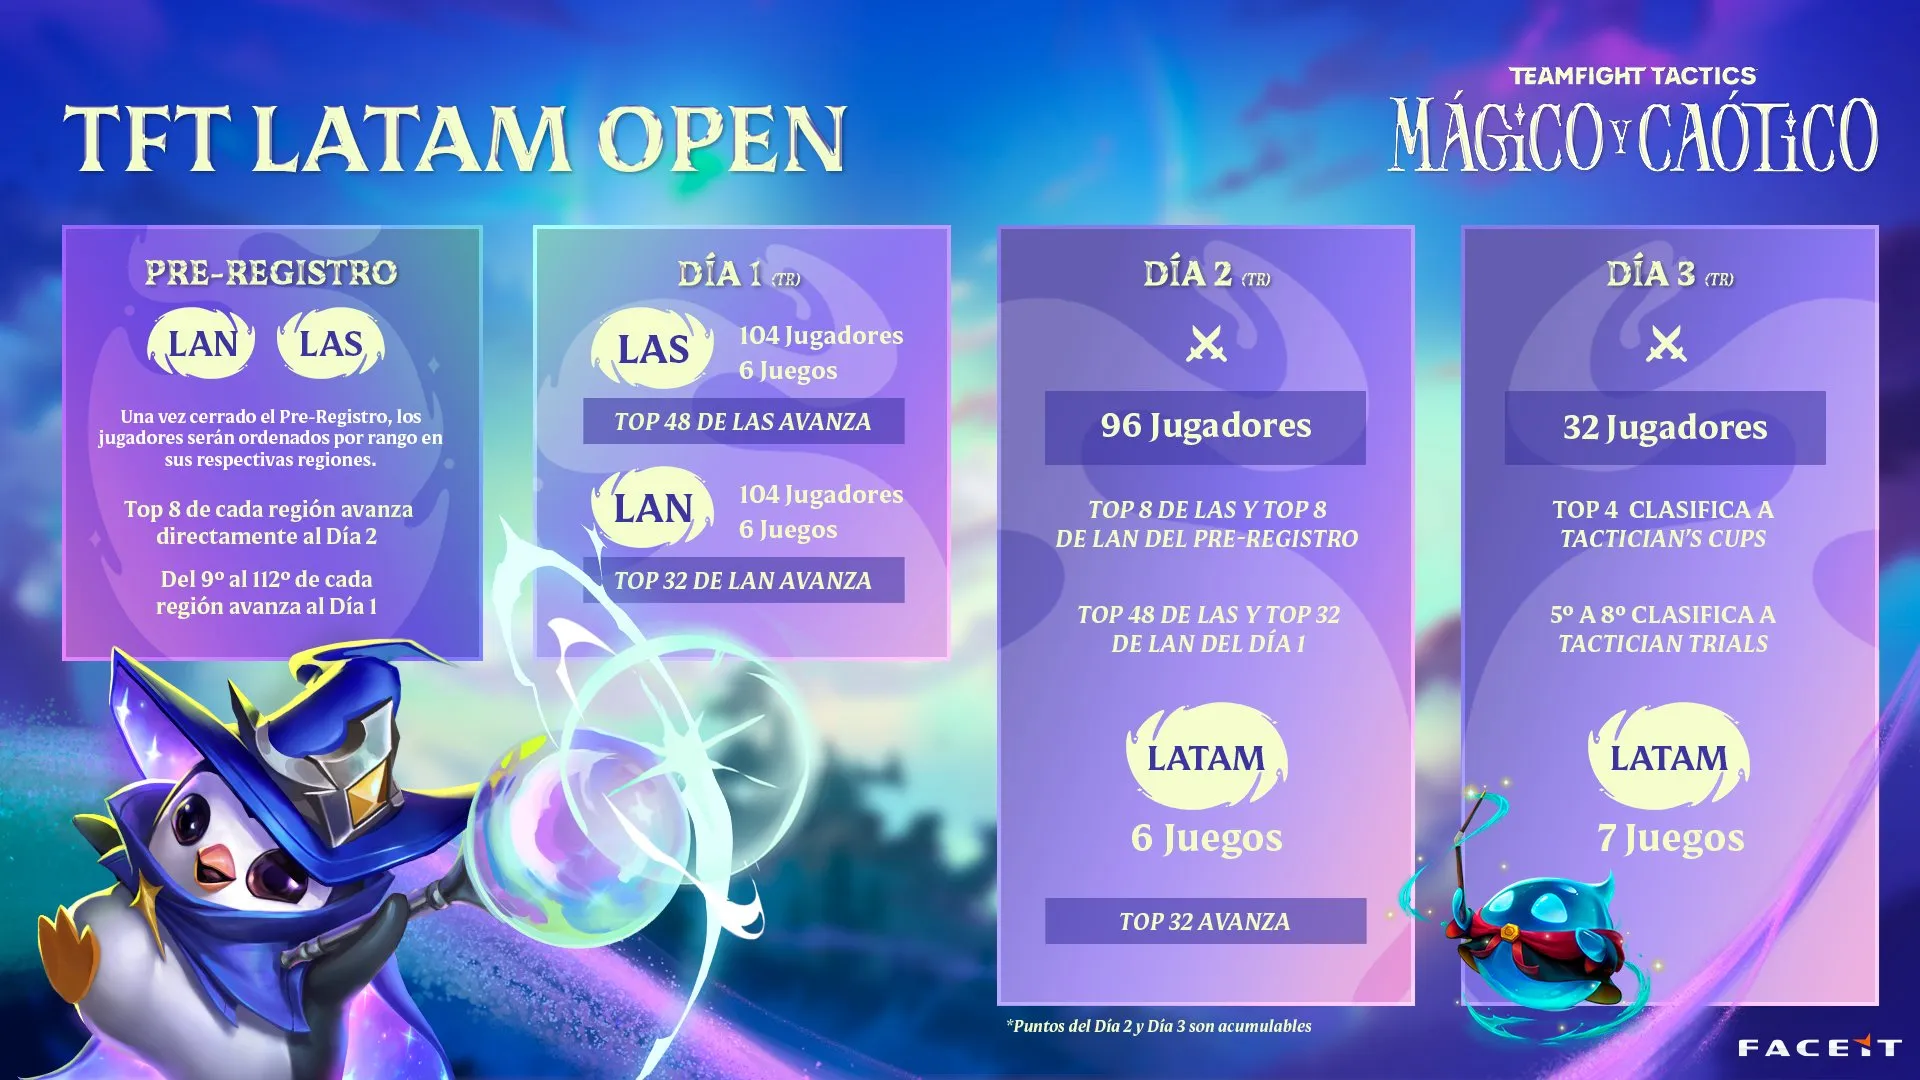 TFT LATAM OPEN
TEAMFIGHT TACTICS
MÁGICO Y CAÓTICO
PRE-REGISTRO
LAN LAS
Una vez cerrado el Pre-Registro, los
jugadores serán ordenados por rango en
sus respectivas regiones.
Top 8 de cada región avanza
directamente al Día 2
Del 9º al 112º de cada
región avanza al Día 1
DÍA 1 (TR)
LAS
104 Jugadores
6 Juegos
TOP 48 DE LAS AVANZA
LAN
104 Jugadores
6 Juegos
TOP 32 DE LAN AVANZA
DÍA 2 (TR)
96 Jugadores
TOP 8 DE LAS Y TOP 8
DE LAN DEL PRE-REGISTRO
TOP 48 DE LAS Y TOP 32
DE LAN DEL DÍA 1
LATAM
6 Juegos
TOP 32 AVANZA
*Puntos del Día 2 y Día 3 son acumulables
DÍA 3 (TR)
32 Jugadores
TOP 4 CLASIFICA A
TACTICIAN'S CUPS
5º A 8º CLASIFICA A
TACTICIAN TRIALS
LATAM
7 Juegos
FACEIT